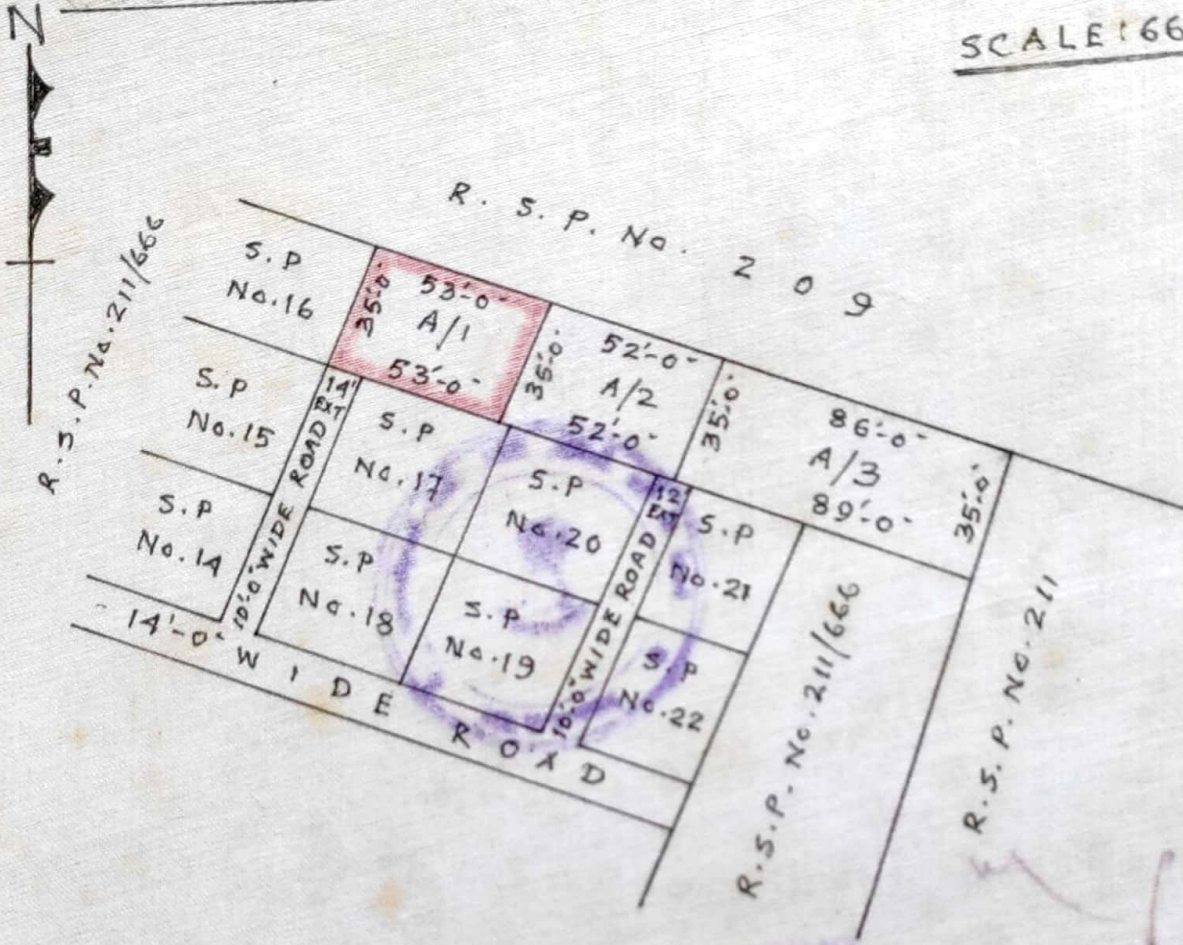 N
SCALE: 66
R. S. P. No. 209
R.S.P. No. 211/666
S.P
No.16
35'-0"
53'-0"
A/1
53'-0"
35'-0"
52'-0"
A/2
52'-0"
35'-0"
86'-0"
A/3
89'-0"
35'-0"
S.P
No.15
14'
EXT
10'-0" WIDE ROAD
S.P
No.17
S.P
No.20
12'
EXT
10'-0" WIDE ROAD
S.P
No.21
S.P
No.14
S.P
No.18
S.P
No.19
S.P
No.22
14'-0" WIDE ROAD
R.S.P. No. 211/666
R.S.P. No. 211